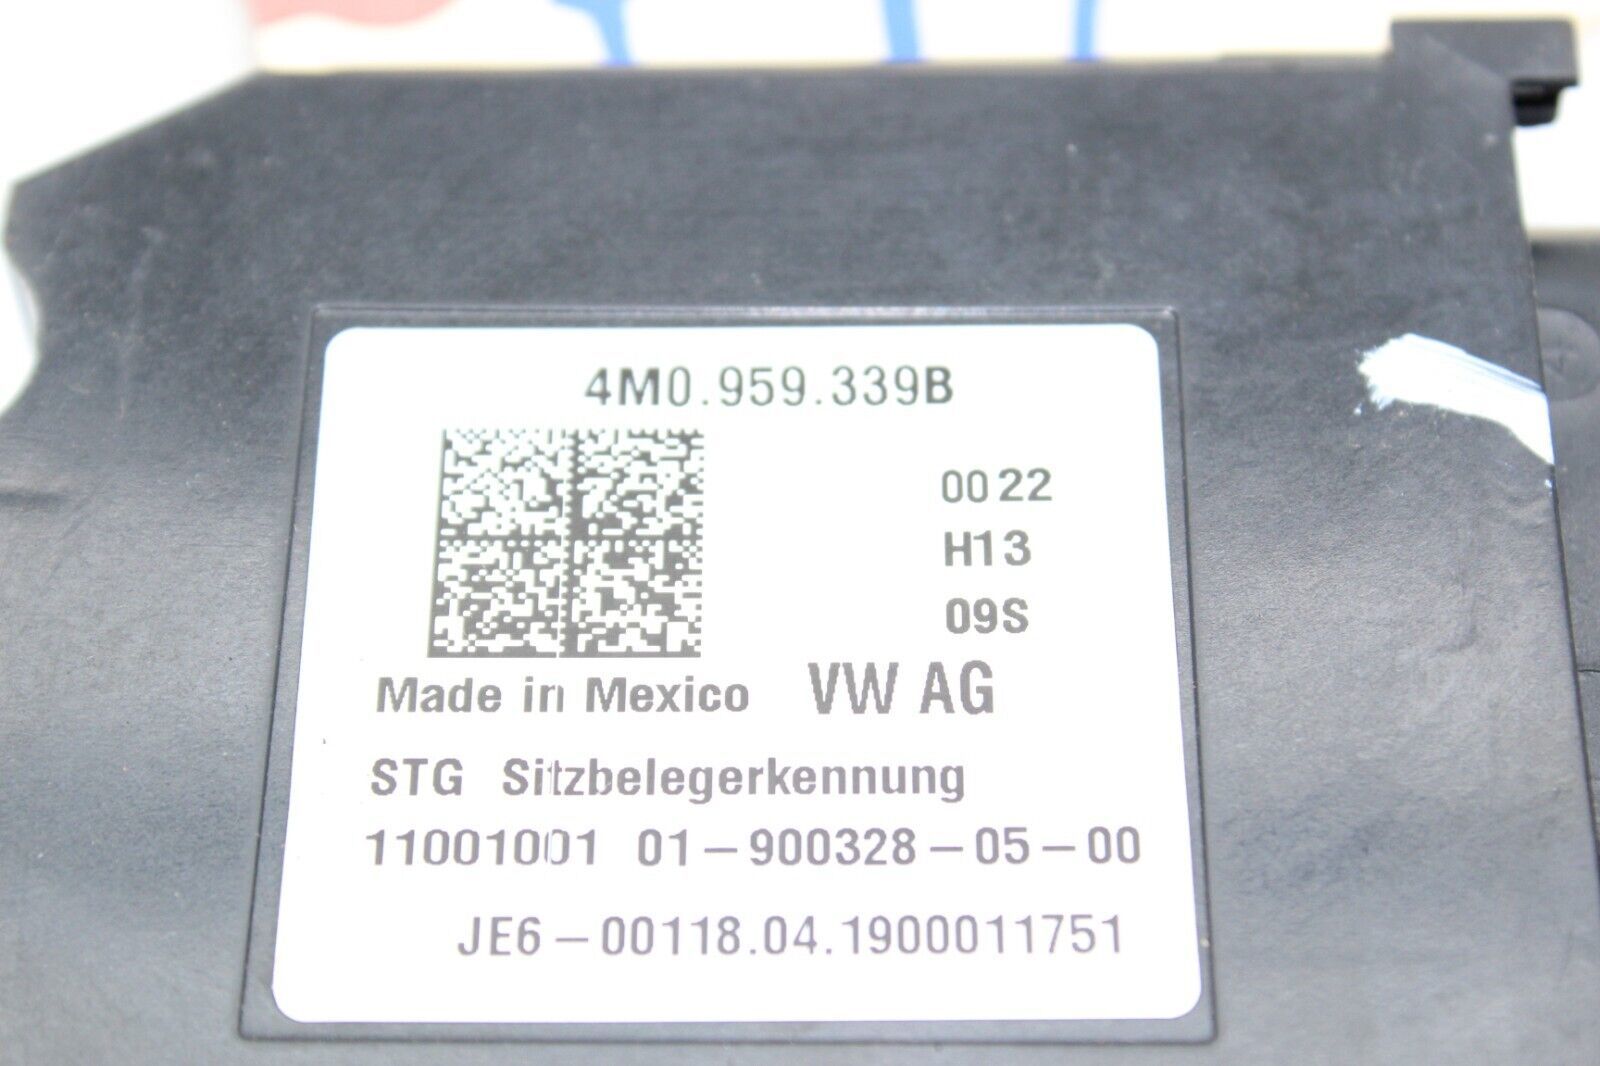 4M0.959.339B
0022
H13
09S
Made in Mexico VW AG
STG Sitzbelegerkennung
11001001 01-900328-05-00
JE6-00118.04.1900011751